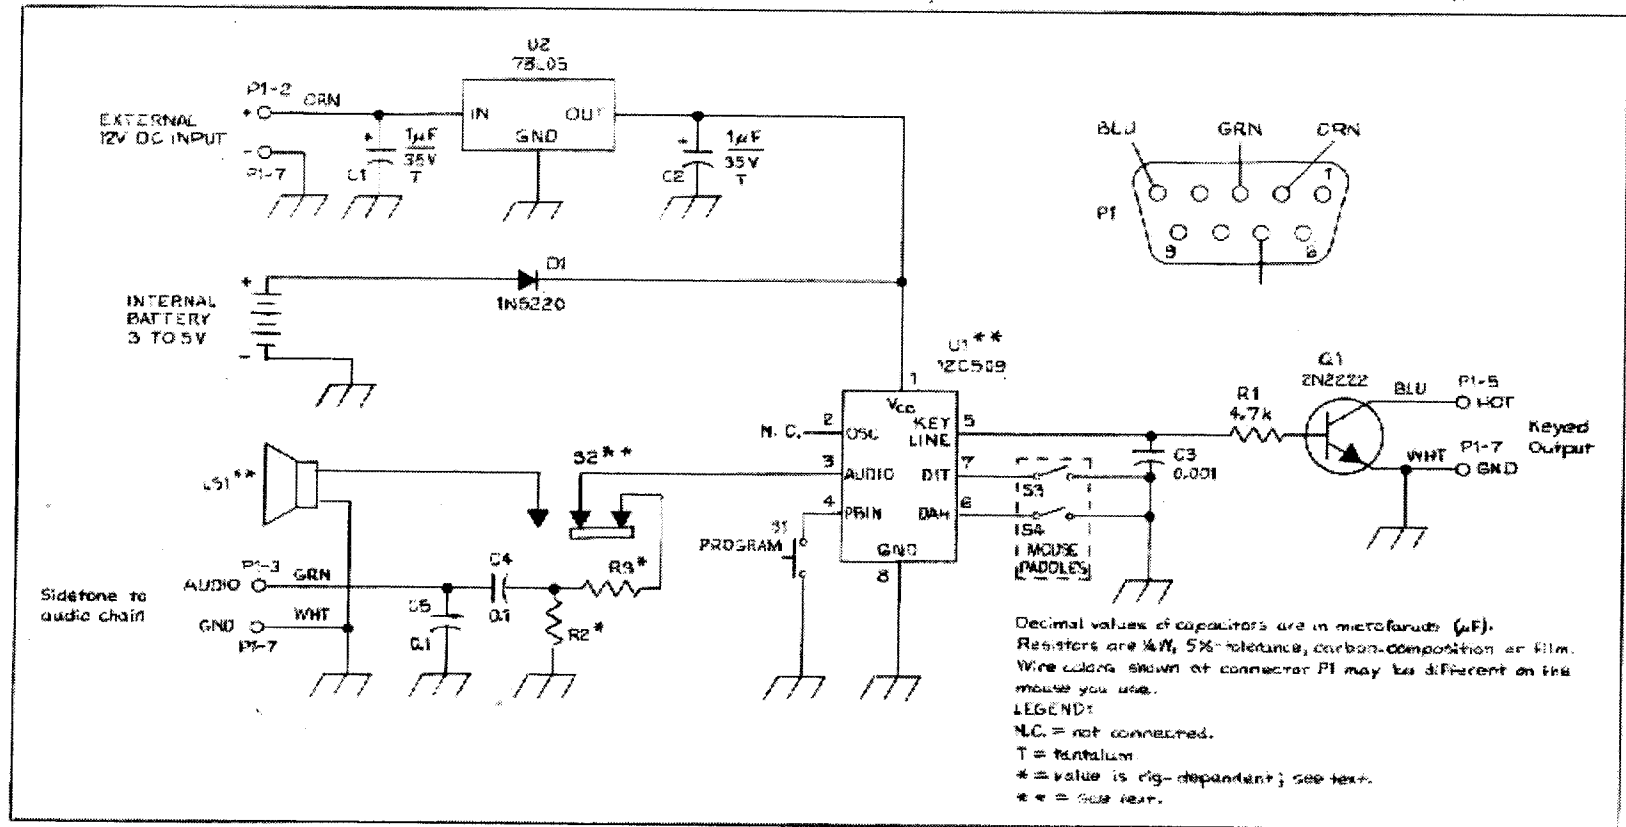 U2
78L05
P1-2
ORN
+
IN
OUT
GND
EXTERNAL
12V DC INPUT
-
P1-7
+
1µF
35V
T
C1
+
1µF
35V
T
C2
BLU
GRN
ORN
1
P1
9
6
D1
1N5220
+
INTERNAL
BATTERY
3 TO 5V
-
U1**
12C509
1
Vcc
2
N.C.
OSC
KEY
LINE
5
3
AUDIO
DIT
7
4
PBIN
DAH
6
GND
8
R1
4.7k
Q1
2N2222
BLU
P1-5
HOT
Keyed
Output
WHT
P1-7
GND
C3
0.001
S3
S4
MOUSE
PADDLES
S1
PROGRAM
LS1**
S2**
Sidetone to
audio chain
P1-3
AUDIO
GRN
GND
WHT
P1-7
C4
0.1
C5
0.1
R3*
R2*
Decimal values of capacitors are in microfarads (µF).
Resistors are ¼W, 5%-tolerance, carbon-composition or film.
Wire colors shown at connector P1 may be different on the
mouse you use.
LEGEND:
N.C. = not connected.
T = tantalum
* = value is rig-dependent; see text.
** = see text.